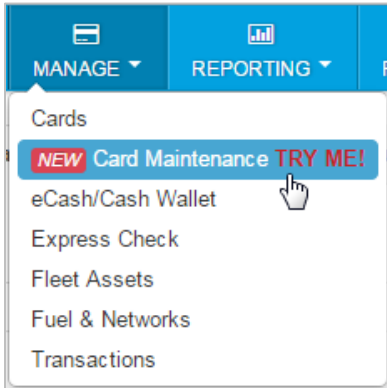 MANAGE REPORTING
Cards
NEW Card Maintenance TRY ME!
eCash/Cash Wallet
Express Check
Fleet Assets
Fuel & Networks
Transactions